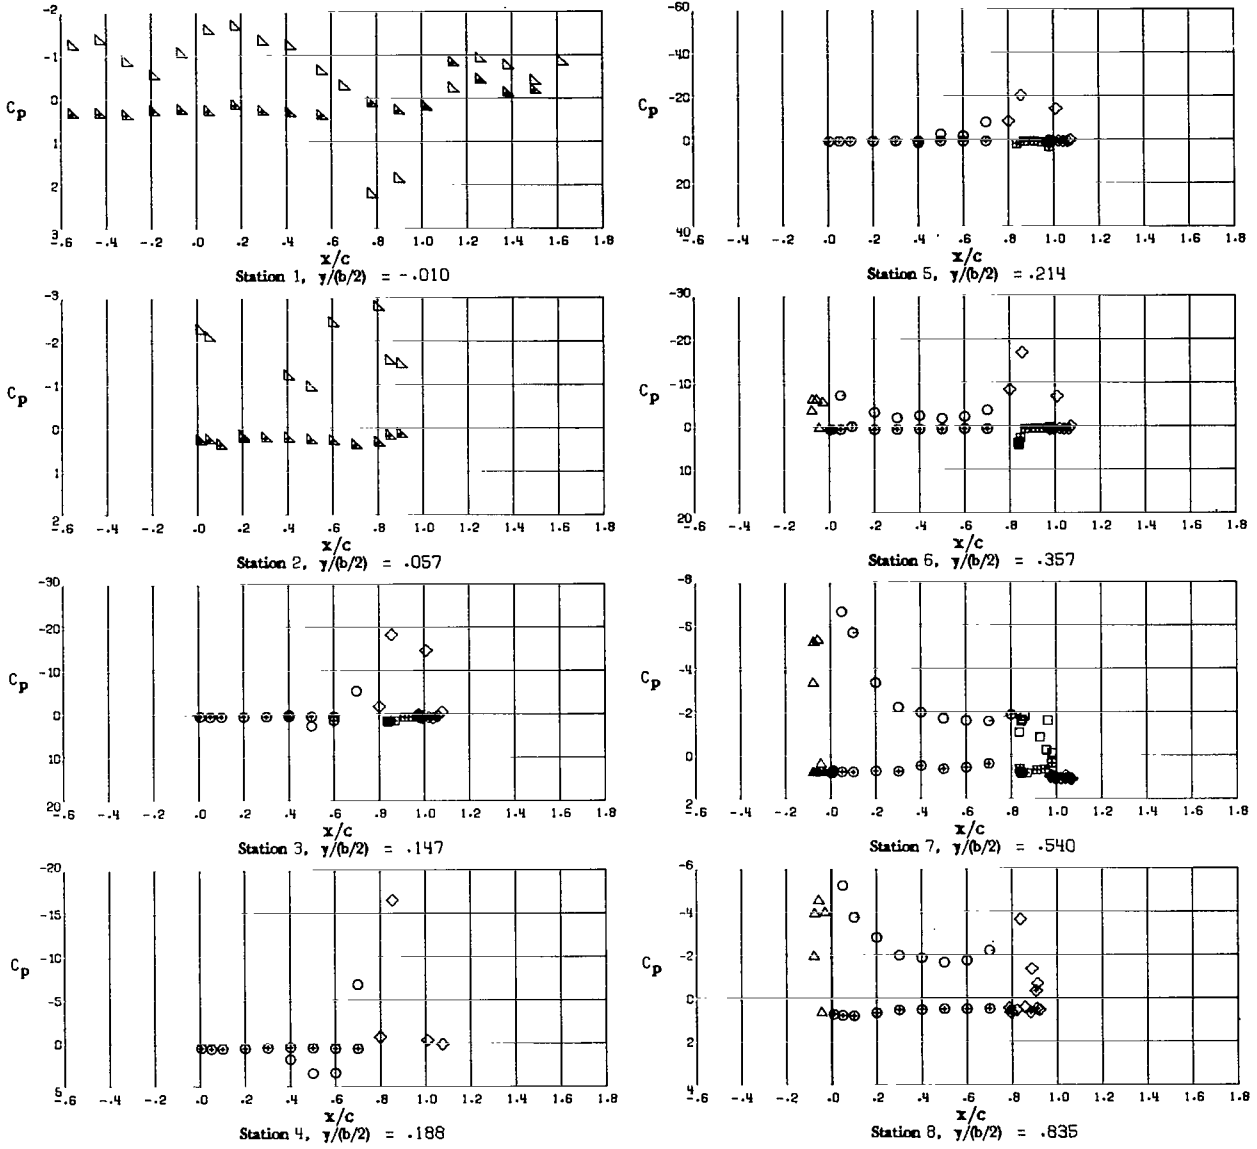 -2
-1
0
1
2
3
Cp
-.6 -.4 -.2 .0 .2 .4 .6 .8 1.0 1.2 1.4 1.6 1.8
x/c
Station 1, y/(b/2) = -.010
-3
-2
-1
0
1
2
Cp
-.6 -.4 -.2 .0 .2 .4 .6 .8 1.0 1.2 1.4 1.6 1.8
x/c
Station 2, y/(b/2) = .057
-30
-20
-10
0
10
20
Cp
-.6 -.4 -.2 .0 .2 .4 .6 .8 1.0 1.2 1.4 1.6 1.8
x/c
Station 3, y/(b/2) = .147
-20
-15
-10
-5
0
5
Cp
-.6 -.4 -.2 .0 .2 .4 .6 .8 1.0 1.2 1.4 1.6 1.8
x/c
Station 4, y/(b/2) = .188
-60
-40
-20
0
20
40
Cp
-.6 -.4 -.2 .0 .2 .4 .6 .8 1.0 1.2 1.4 1.6 1.8
x/c
Station 5, y/(b/2) = .214
-30
-20
-10
0
10
20
Cp
-.6 -.4 -.2 .0 .2 .4 .6 .8 1.0 1.2 1.4 1.6 1.8
x/c
Station 6, y/(b/2) = .357
-8
-6
-4
-2
0
2
Cp
-.6 -.4 -.2 .0 .2 .4 .6 .8 1.0 1.2 1.4 1.6 1.8
x/c
Station 7, y/(b/2) = .540
-6
-4
-2
0
2
4
Cp
-.6 -.4 -.2 .0 .2 .4 .6 .8 1.0 1.2 1.4 1.6 1.8
x/c
Station 8, y/(b/2) = .835